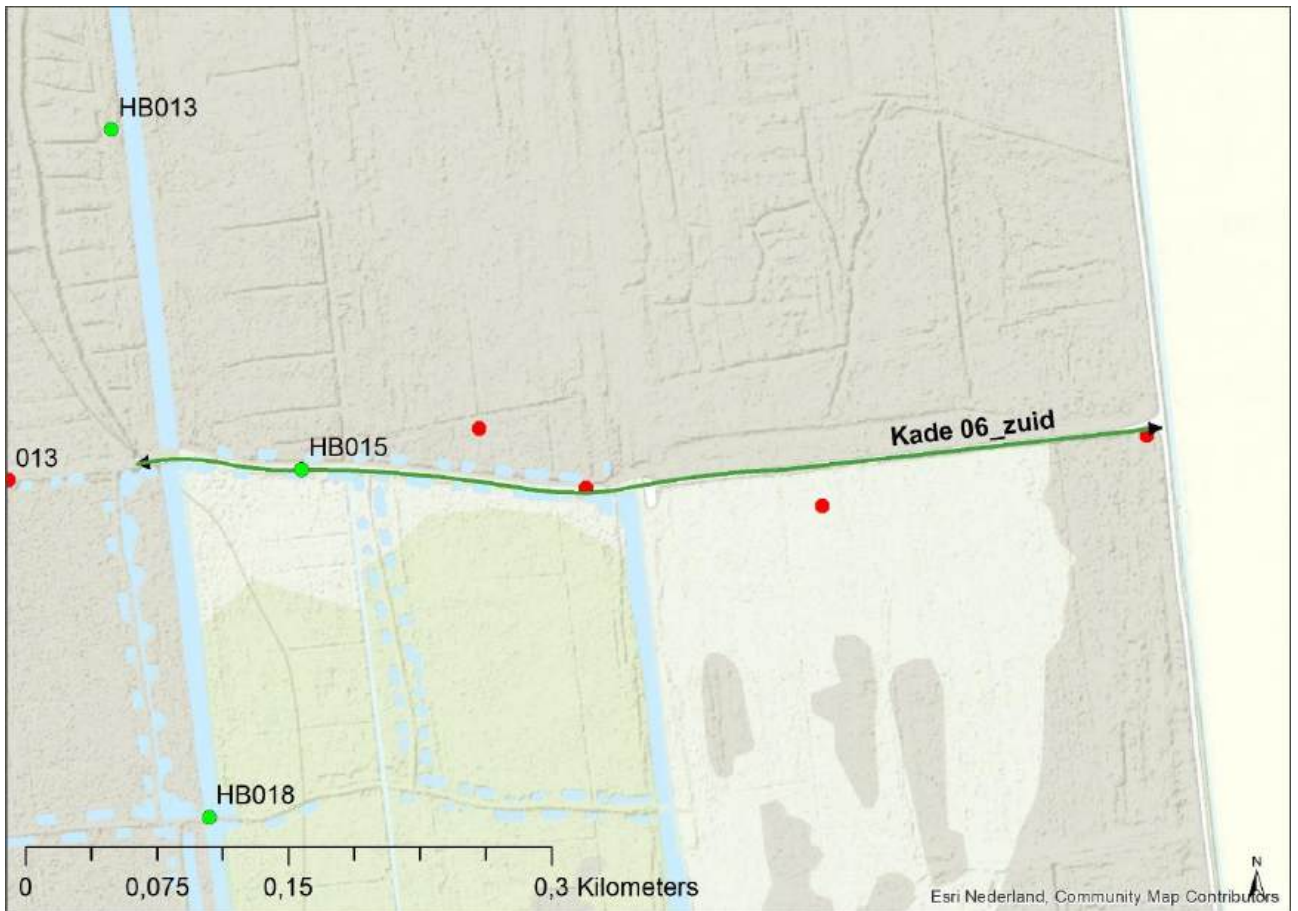 HB013
013
HB015
Kade 06_zuid
HB018
0 0,075 0,15 0,3 Kilometers
N
Esri Nederland, Community Map Contributors